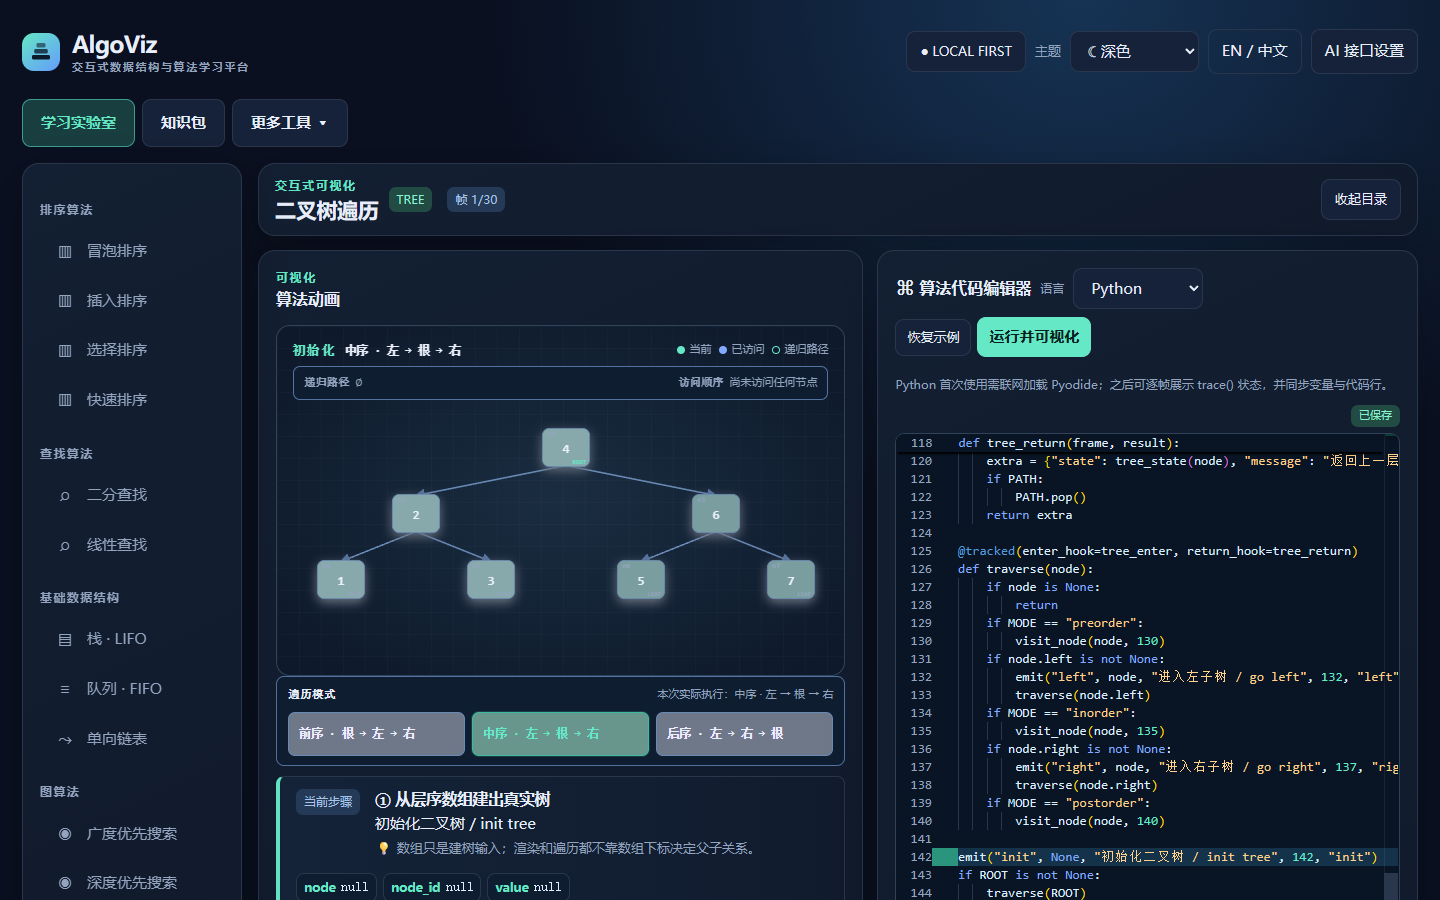 AlgoViz
交互式数据结构与算法学习平台
● LOCAL FIRST
主题
☾ 深色
EN / 中文
AI 接口设置
学习实验室
知识包
更多工具 ▾
排序算法
冒泡排序
插入排序
选择排序
快速排序
查找算法
二分查找
线性查找
基础数据结构
栈 · LIFO
队列 · FIFO
单向链表
图算法
广度优先搜索
深度优先搜索
交互式可视化
二叉树遍历
TREE
帧 1/30
收起目录
可视化
算法动画
初始化 中序 · 左 → 根 → 右
当前 已访问 递归路径
递归路径 ∅
访问顺序 尚未访问任何节点
4
2
6
1
3
5
7
遍历模式
本次实际执行：中序 · 左 → 根 → 右
前序 · 根 → 左 → 右
中序 · 左 → 根 → 右
后序 · 左 → 右 → 根
当前步骤
① 从层序数组建出真实树
初始化二叉树 / init tree
💡 数组只是建树输入；渲染和遍历都不靠数组下标决定父子关系。
node null
node_id null
value null
⌘ 算法代码编辑器
语言
Python
恢复示例
运行并可视化
Python 首次使用需联网加载 Pyodide；之后可逐帧展示 trace() 状态，并同步变量与代码行。
已保存
118 def tree_return(frame, result):
120 extra = {"state": tree_state(node), "message": "返回上一层
121 if PATH:
122 PATH.pop()
123 return extra
124
125 @tracked(enter_hook=tree_enter, return_hook=tree_return)
126 def traverse(node):
127 if node is None:
128 return
129 if MODE == "preorder":
130 visit_node(node, 130)
131 if node.left is not None:
132 emit("left", node, "进入左子树 / go left", 132, "left"
133 traverse(node.left)
134 if MODE == "inorder":
135 visit_node(node, 135)
136 if node.right is not None:
137 emit("right", node, "进入右子树 / go right", 137, "rig
138 traverse(node.right)
139 if MODE == "postorder":
140 visit_node(node, 140)
141
142 emit("init", None, "初始化二叉树 / init tree", 142, "init")
143 if ROOT is not None:
144 traverse(ROOT)